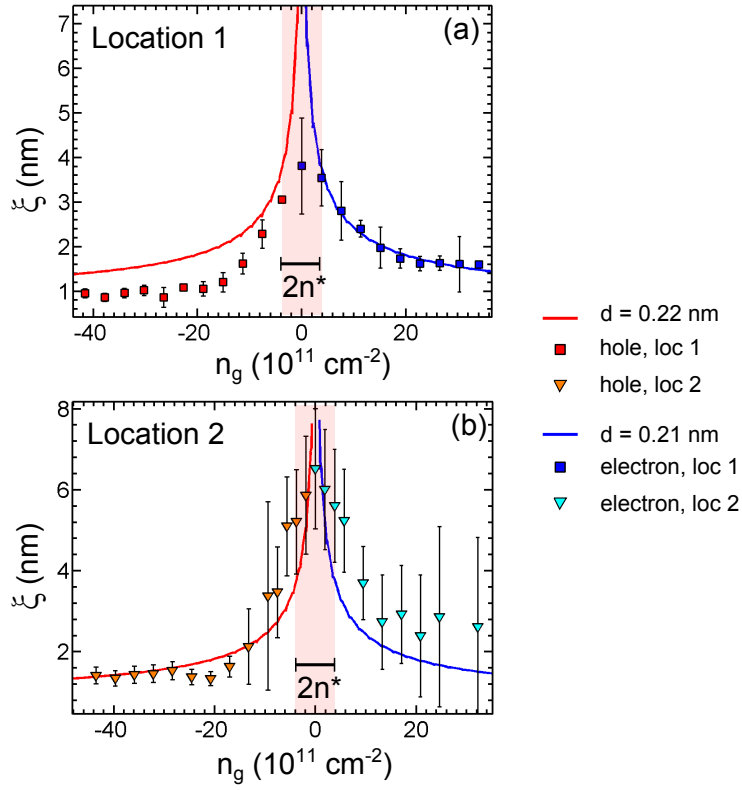 Location 1
(a)
7
6
5
4
3
2
1
ξ (nm)
2n*
-40 -20 0 20
n_g (10^11 cm^-2)
d = 0.22 nm
hole, loc 1
hole, loc 2
d = 0.21 nm
electron, loc 1
electron, loc 2
Location 2
(b)
8
6
4
2
ξ (nm)
2n*
-40 -20 0 20
n_g (10^11 cm^-2)